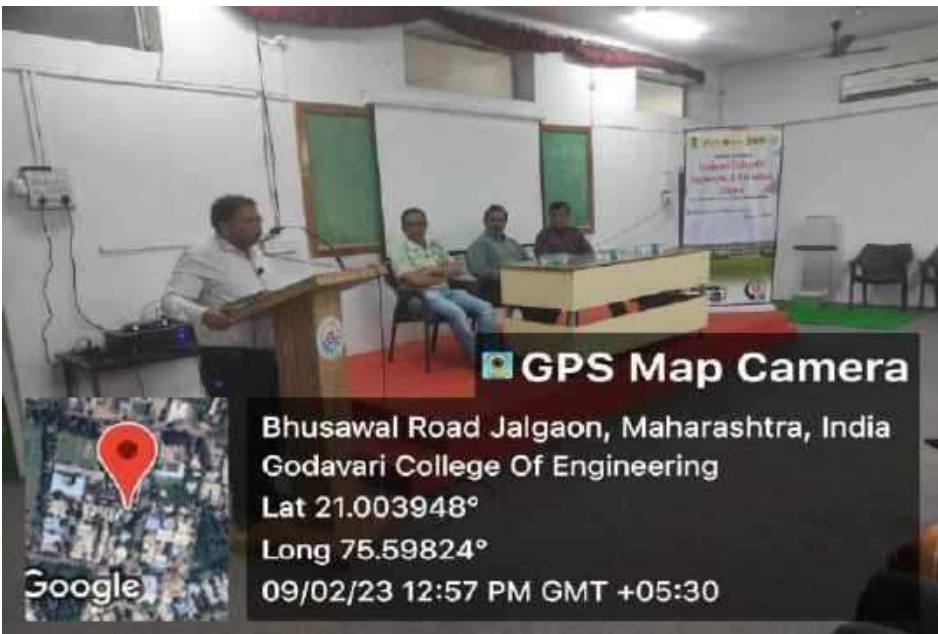 GPS Map Camera
Bhusawal Road Jalgaon, Maharashtra, India
Godavari College Of Engineering
Lat 21.003948°
Long 75.59824°
09/02/23 12:57 PM GMT +05:30
Google